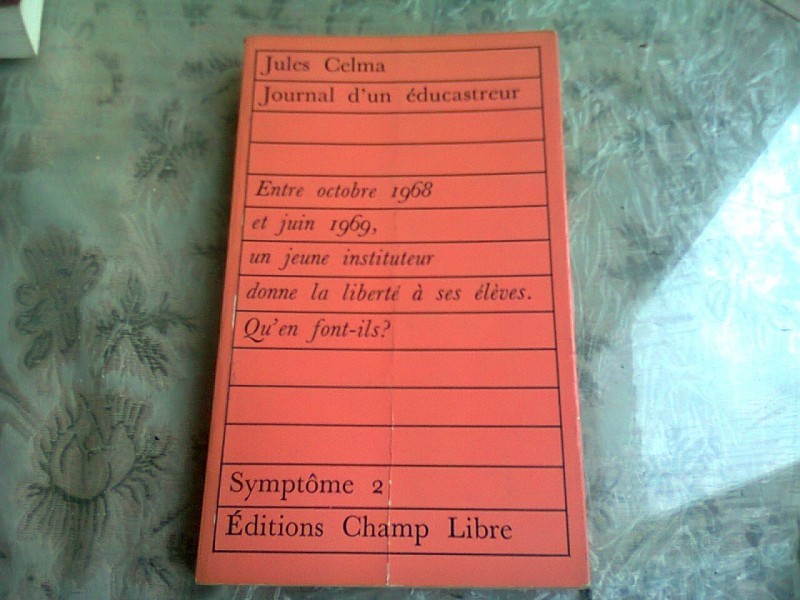 Jules Celma
Journal d'un éducastreur
Entre octobre 1968
et juin 1969,
un jeune instituteur
donne la liberté à ses élèves.
Qu'en font-ils?
Symptôme 2
Éditions Champ Libre